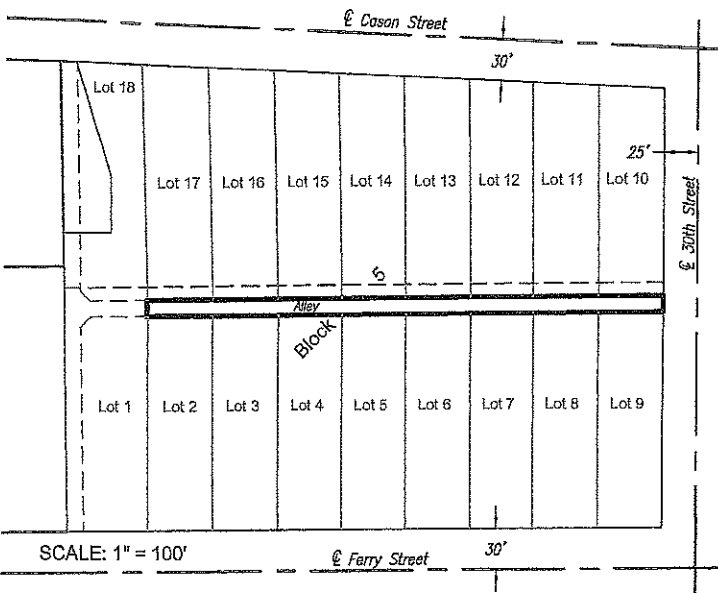 ℄ Cason Street
30'
Lot 18
25'
Lot 17 Lot 16 Lot 15 Lot 14 Lot 13 Lot 12 Lot 11 Lot 10
℄ 30th Street
5
Alley
Block
Lot 1 Lot 2 Lot 3 Lot 4 Lot 5 Lot 6 Lot 7 Lot 8 Lot 9
SCALE: 1" = 100'
℄ Ferry Street
30'